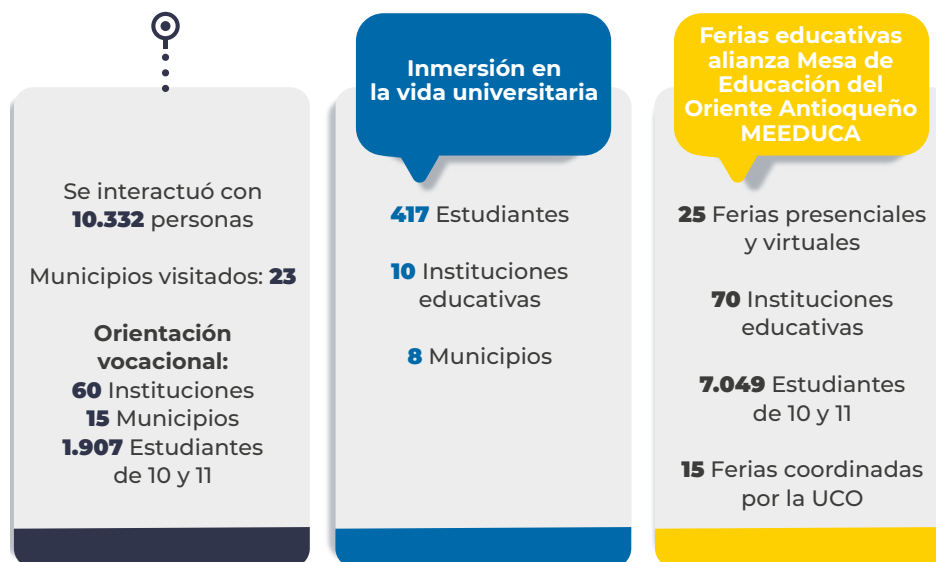 Se interactuó con
10.332 personas
Municipios visitados: 23
Orientación
vocacional:
60 Instituciones
15 Municipios
1.907 Estudiantes
de 10 y 11
Inmersión en
la vida universitaria
417 Estudiantes
10 Instituciones
educativas
8 Municipios
Ferias educativas
alianza Mesa de
Educación del
Oriente Antioqueño
MEEDUCA
25 Ferias presenciales
y virtuales
70 Instituciones
educativas
7.049 Estudiantes
de 10 y 11
15 Ferias coordinadas
por la UCO